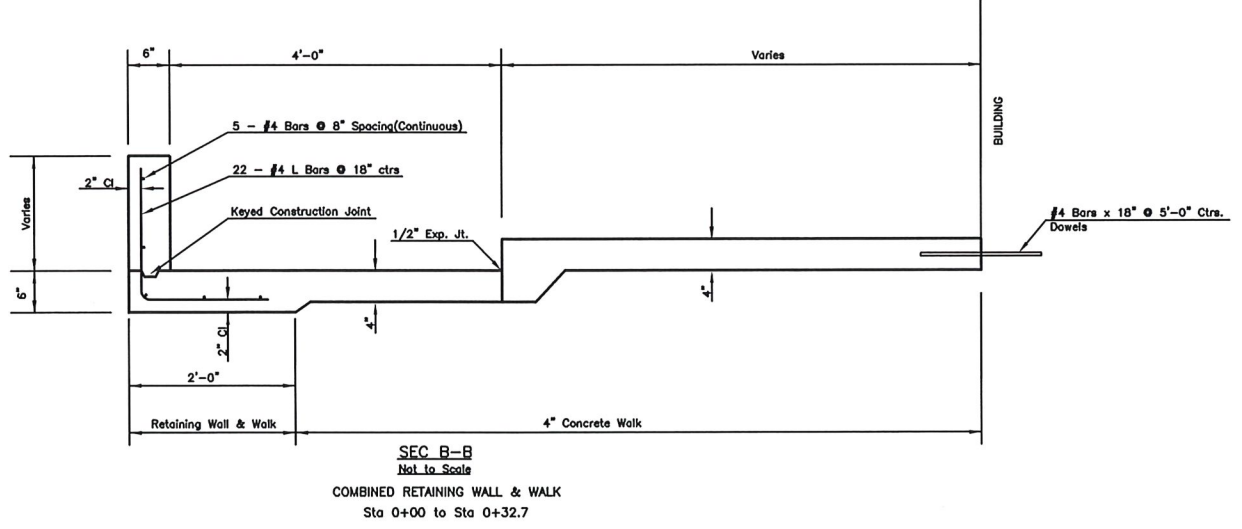 6"
4'-0"
Varies
BUILDING
5 - #4 Bars @ 8" Spacing(Continuous)
22 - #4 L Bars @ 18" ctrs
2" Cl
Keyed Construction Joint
Varies
1/2" Exp. Jt.
#4 Bars x 18" @ 5'-0" Ctrs.
Dowels
6"
4"
4"
2" Cl
2'-0"
Retaining Wall & Walk
4" Concrete Walk
SEC B-B
Not to Scale
COMBINED RETAINING WALL & WALK
Sta 0+00 to Sta 0+32.7